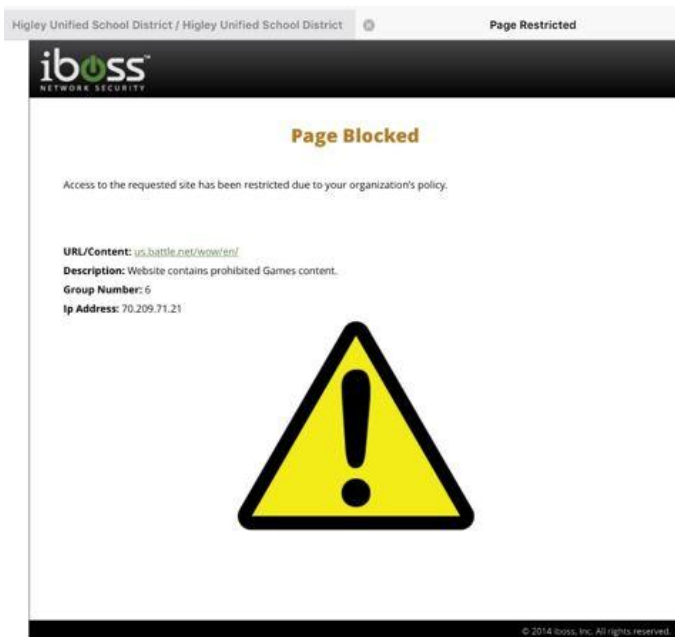 Higley Unified School District / Higley Unified School District
Page Restricted
iboss
NETWORK SECURITY
Page Blocked
Access to the requested site has been restricted due to your organization's policy.
URL/Content: us.battle.net/wow/en/
Description: Website contains prohibited Games content.
Group Number: 6
Ip Address: 70.209.71.21
© 2014 iboss, Inc. All rights reserved.